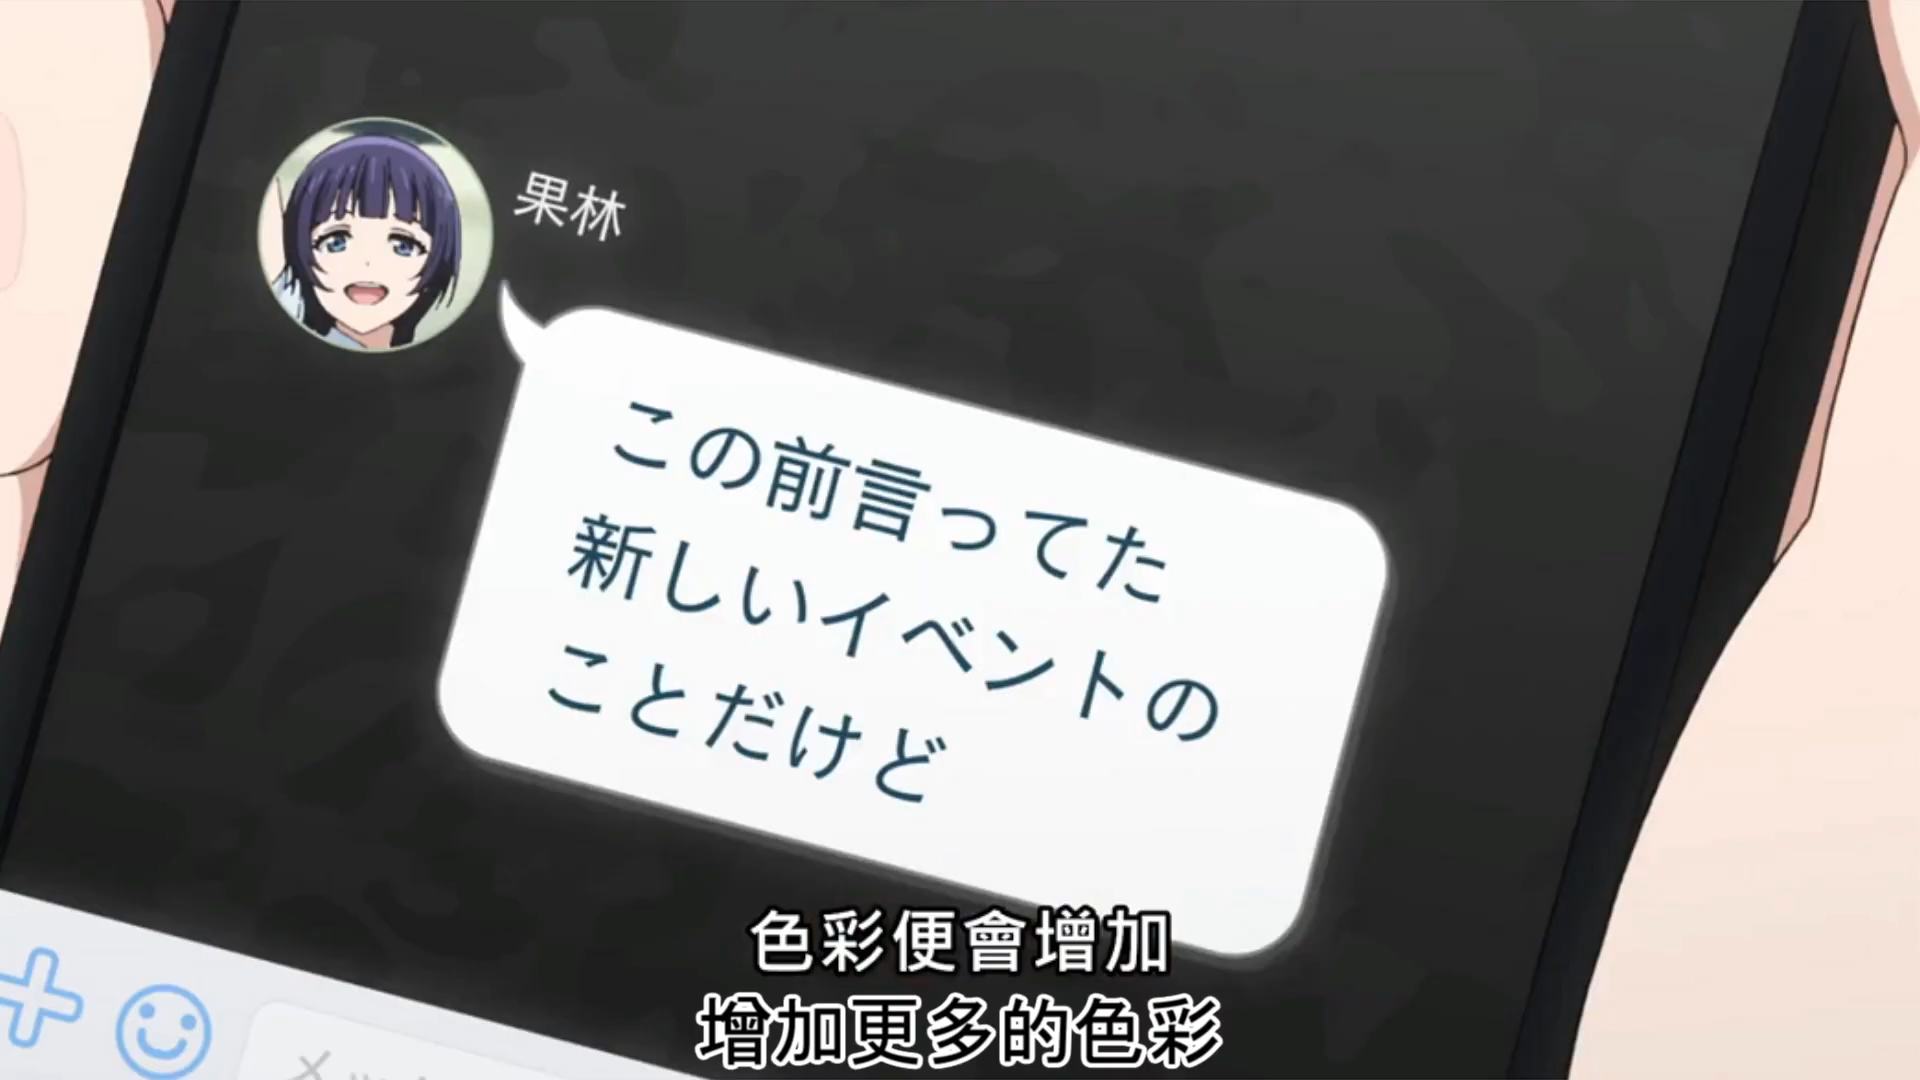 果林
この前言ってた
新しいイベントの
ことだけど
色彩便會增加
增加更多的色彩